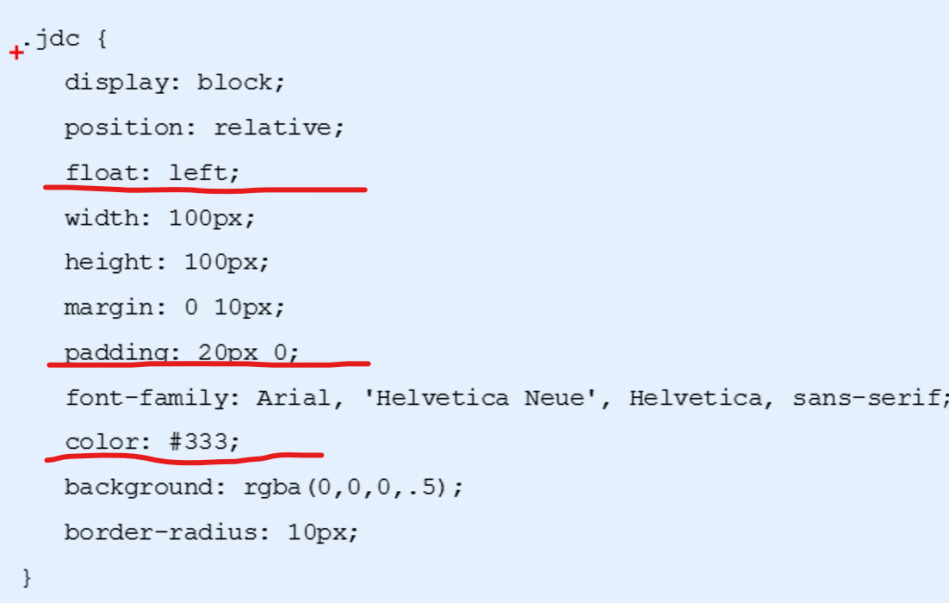 .jdc {
display: block;
position: relative;
float: left;
width: 100px;
height: 100px;
margin: 0 10px;
padding: 20px 0;
font-family: Arial, 'Helvetica Neue', Helvetica, sans-serif;
color: #333;
background: rgba(0,0,0,.5);
border-radius: 10px;
}